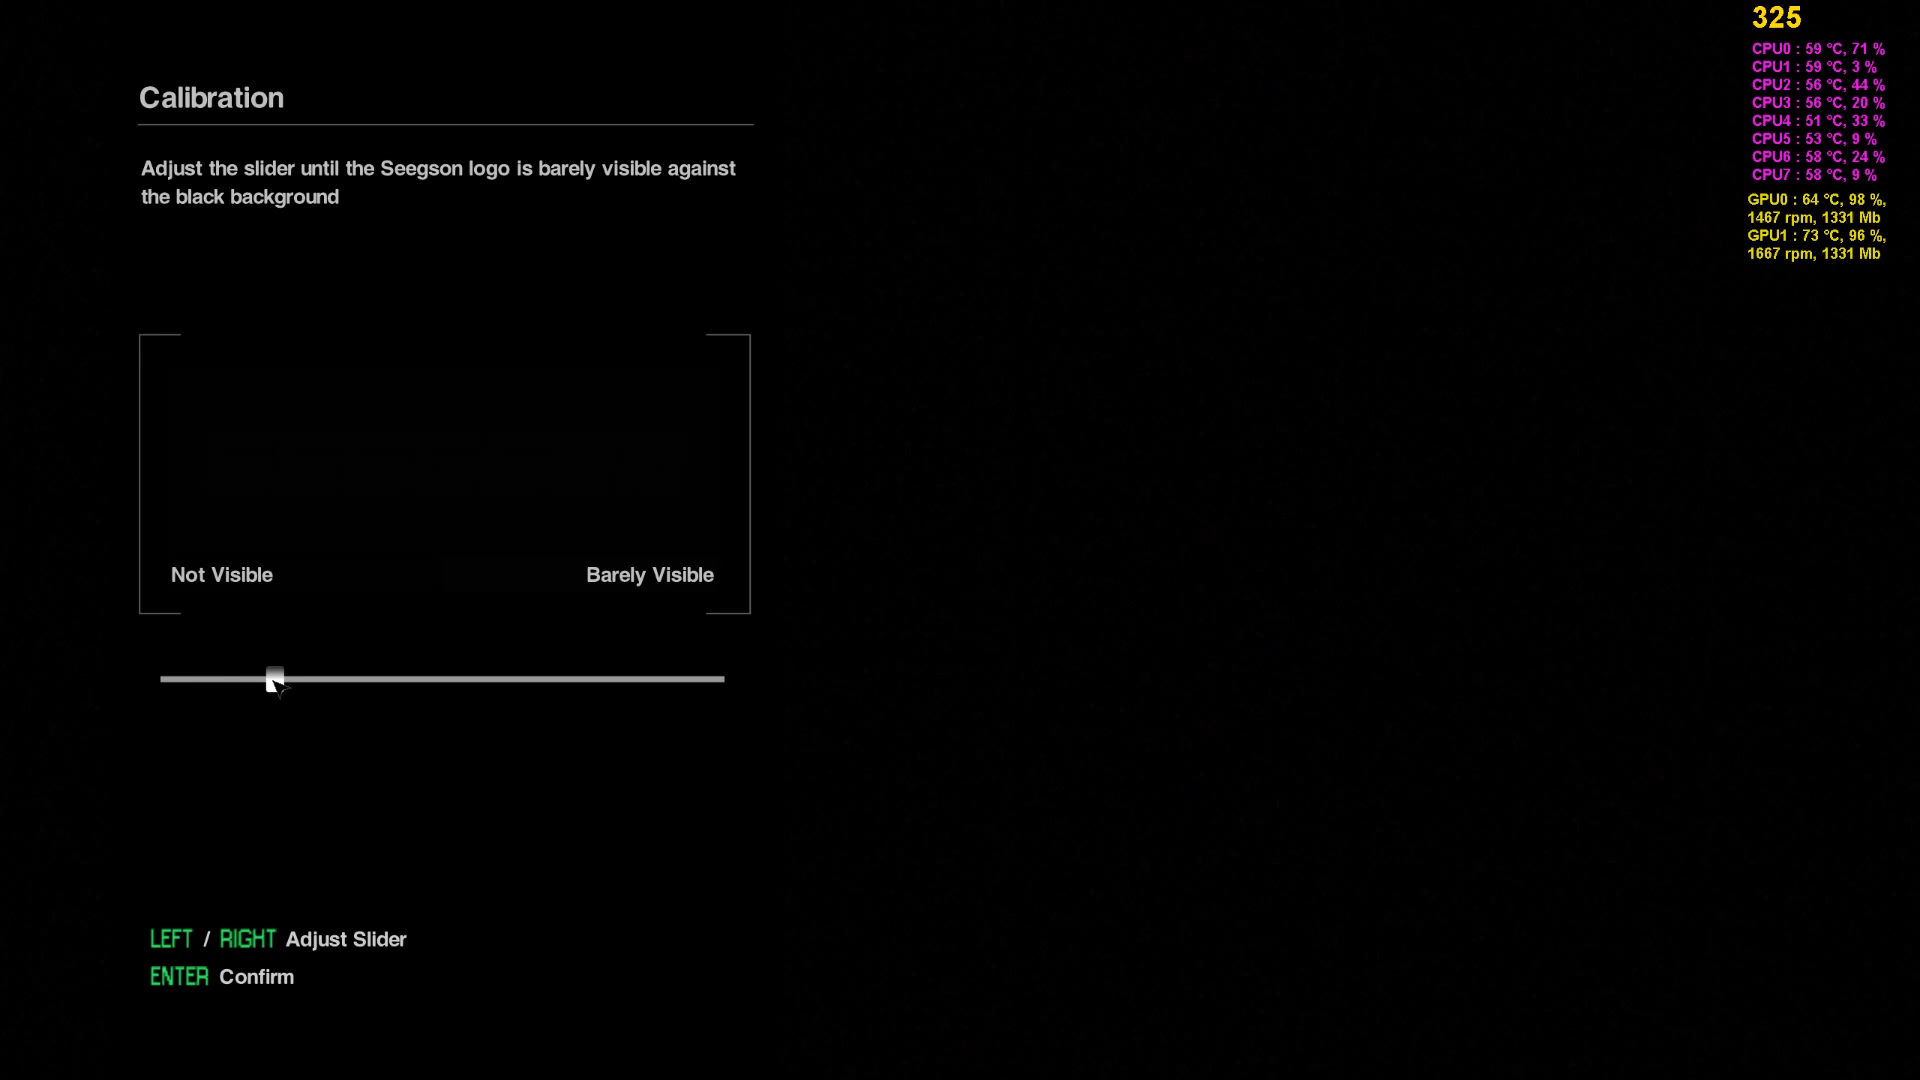 325
CPU0 : 59 °C, 71 %
CPU1 : 59 °C, 3 %
CPU2 : 56 °C, 44 %
CPU3 : 56 °C, 20 %
CPU4 : 51 °C, 33 %
CPU5 : 53 °C, 9 %
CPU6 : 58 °C, 24 %
CPU7 : 58 °C, 9 %
GPU0 : 64 °C, 98 %,
1467 rpm, 1331 Mb
GPU1 : 73 °C, 96 %,
1667 rpm, 1331 Mb
Calibration
Adjust the slider until the Seegson logo is barely visible against
the black background
Not Visible Barely Visible
LEFT / RIGHT Adjust Slider
ENTER Confirm